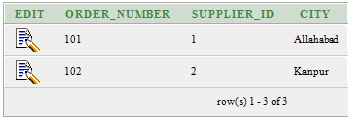 EDIT ORDER_NUMBER SUPPLIER_ID CITY
101 1 Allahabad
102 2 Kanpur
row(s) 1 - 3 of 3